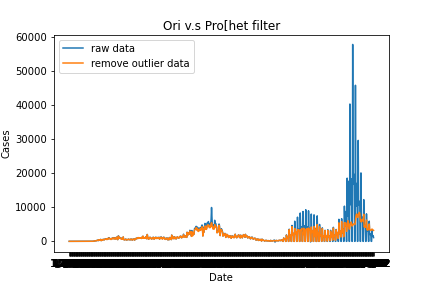 Ori v.s Pro[het filter
raw data
remove outlier data
60000
50000
40000
30000
20000
10000
0
Cases
Date